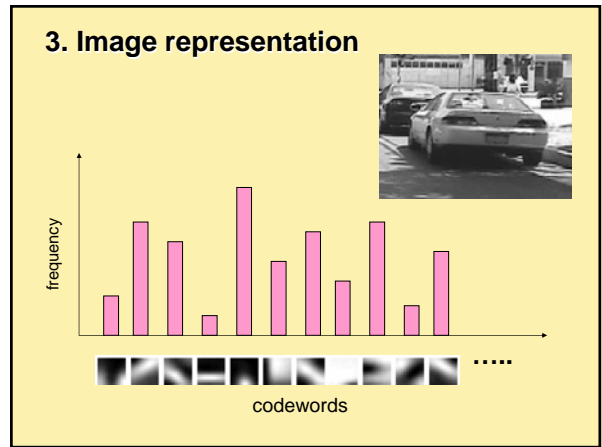 3. Image representation
frequency
.....
codewords